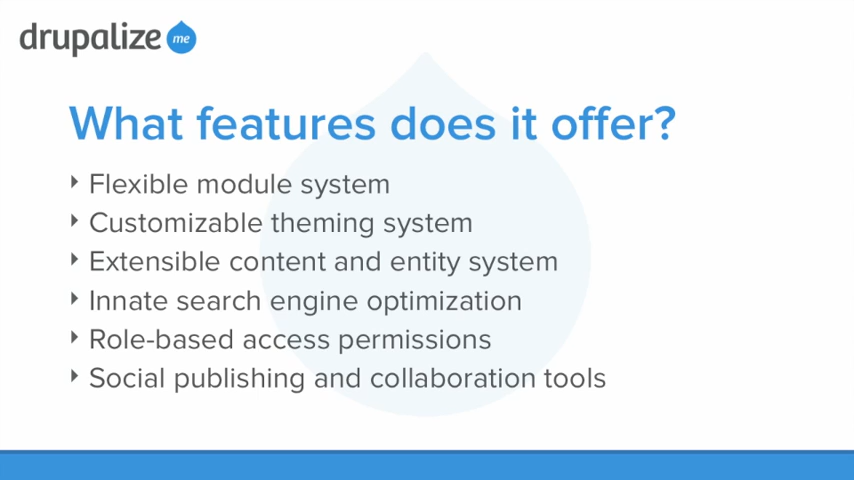 drupalize me
What features does it offer?
Flexible module system
Customizable theming system
Extensible content and entity system
Innate search engine optimization
Role-based access permissions
Social publishing and collaboration tools